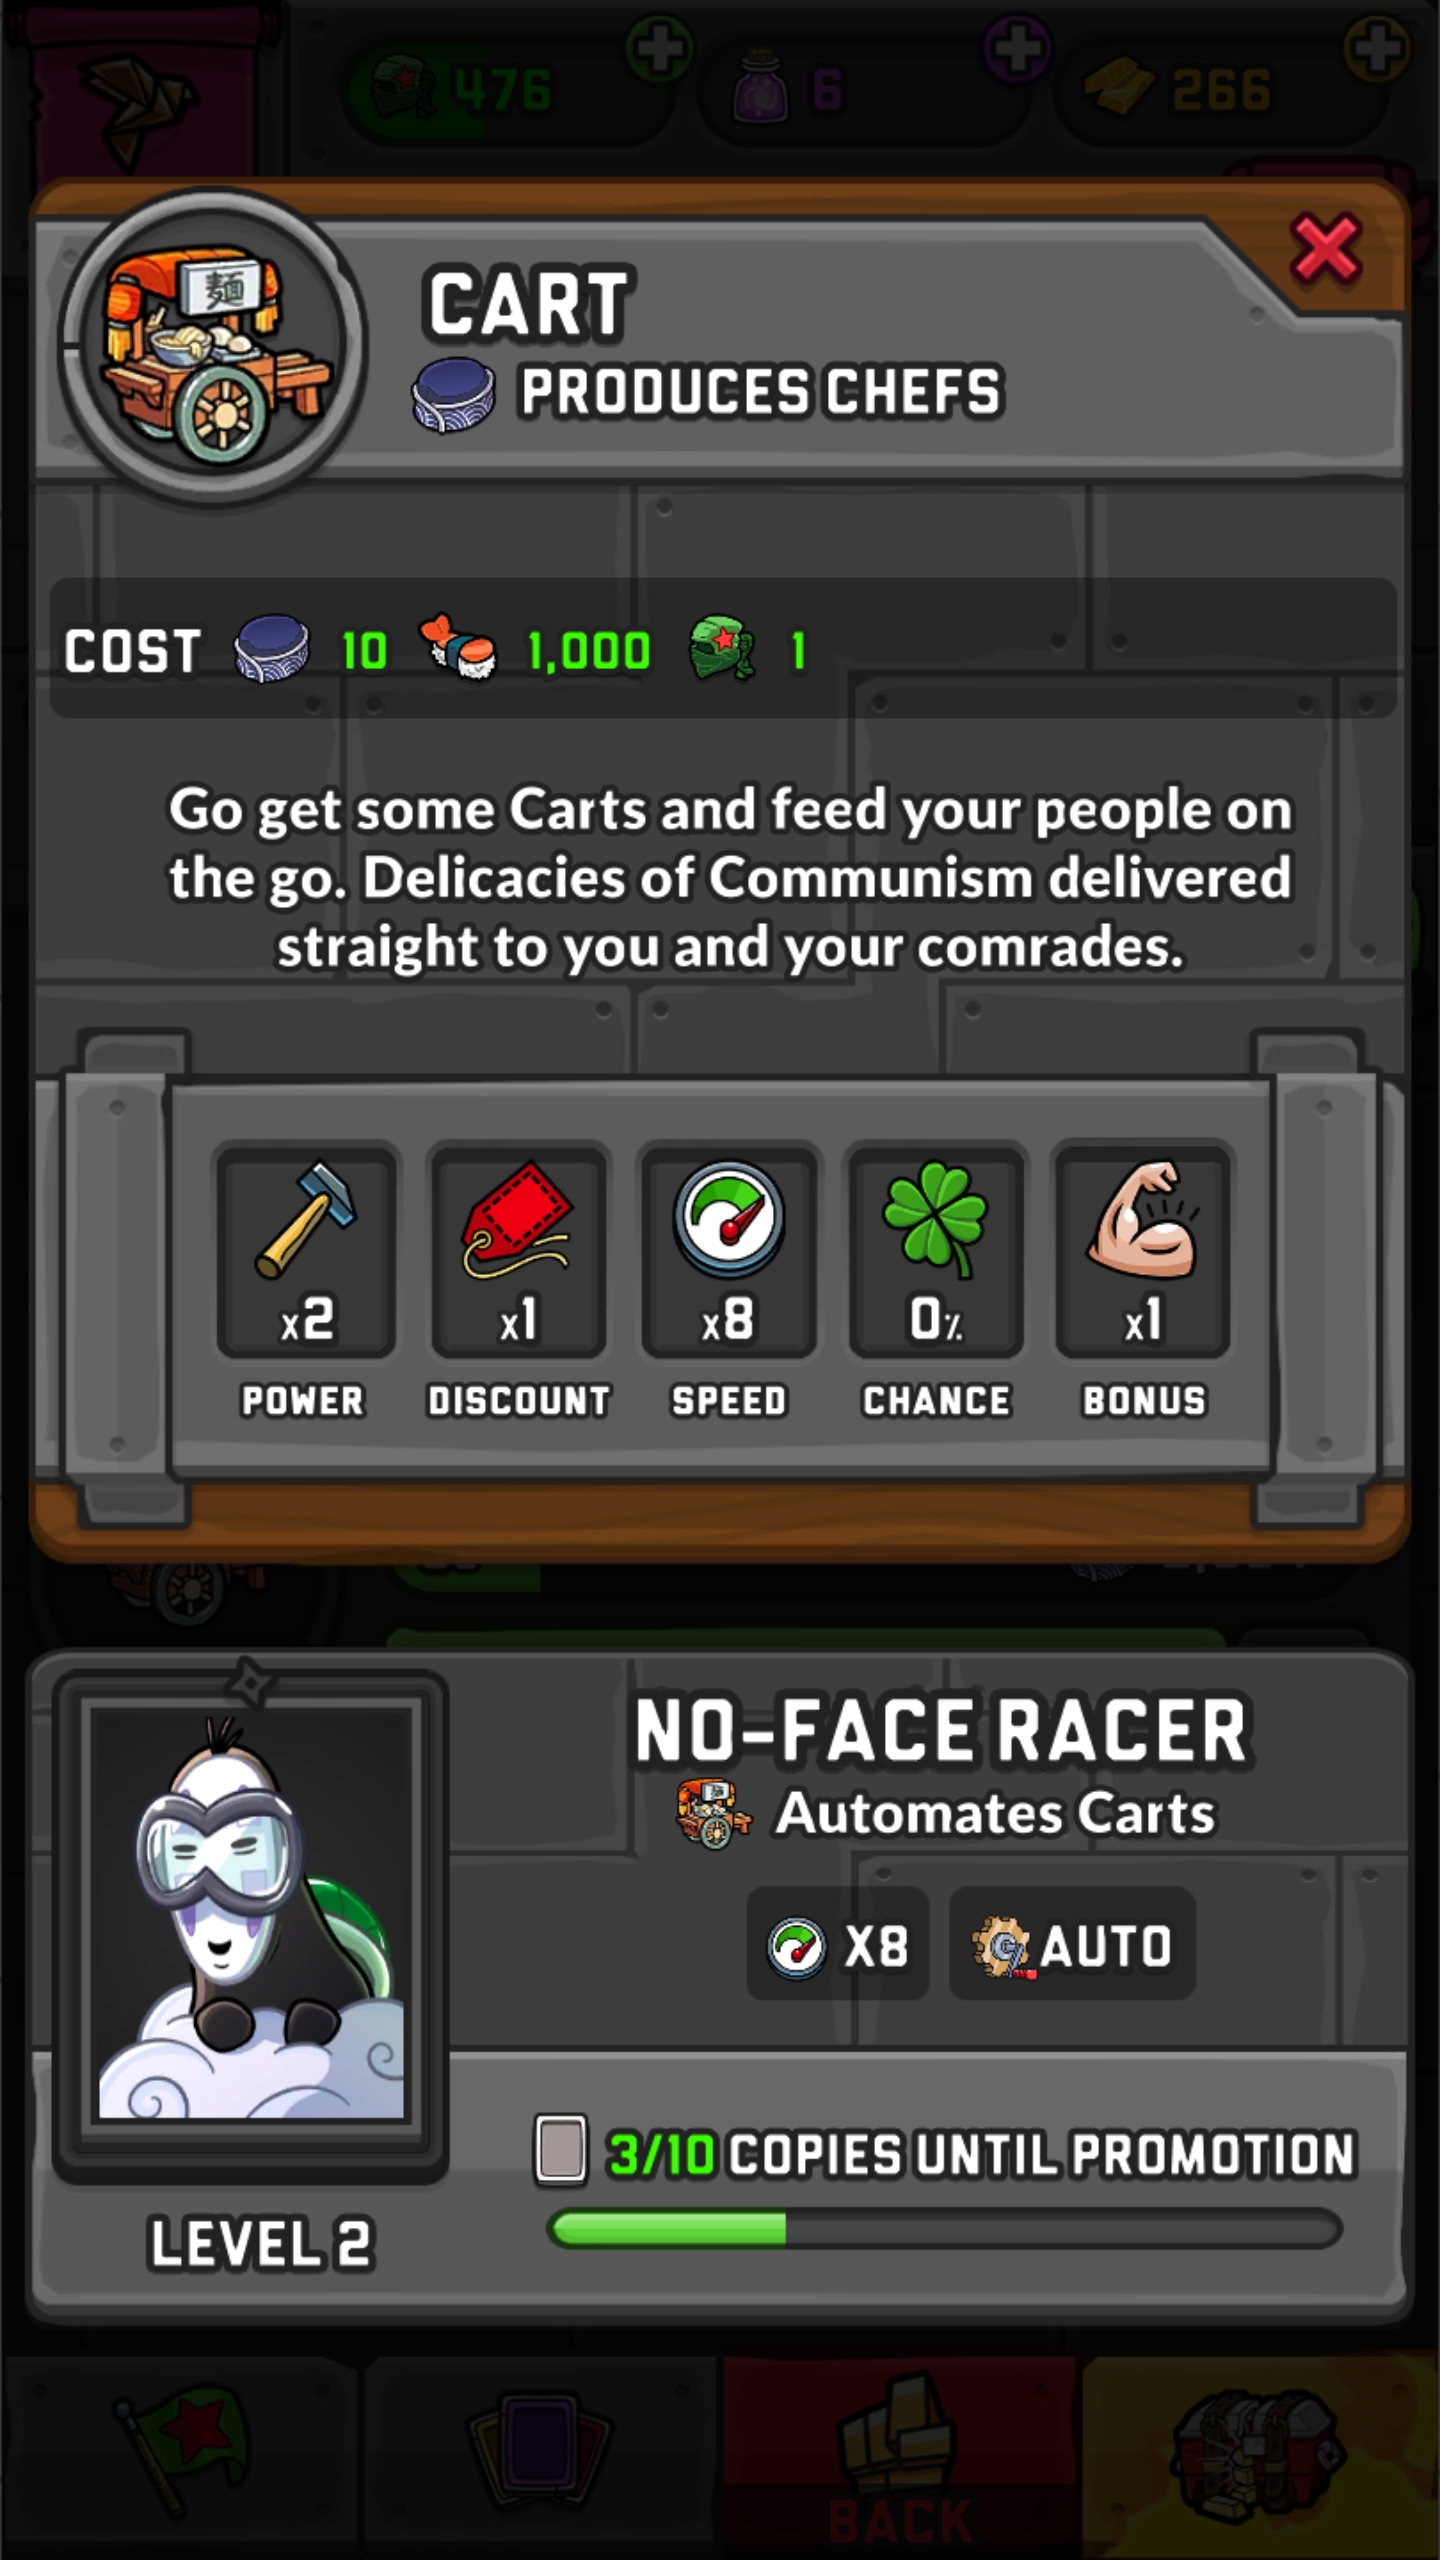 476 6 266
麺
CART
PRODUCES CHEFS
COST 10 1,000 1
Go get some Carts and feed your people on
the go. Delicacies of Communism delivered
straight to you and your comrades.
x2 x1 x8 0% x1
POWER DISCOUNT SPEED CHANCE BONUS
NO-FACE RACER
Automates Carts
X8 AUTO
3/10 COPIES UNTIL PROMOTION
LEVEL 2
BACK